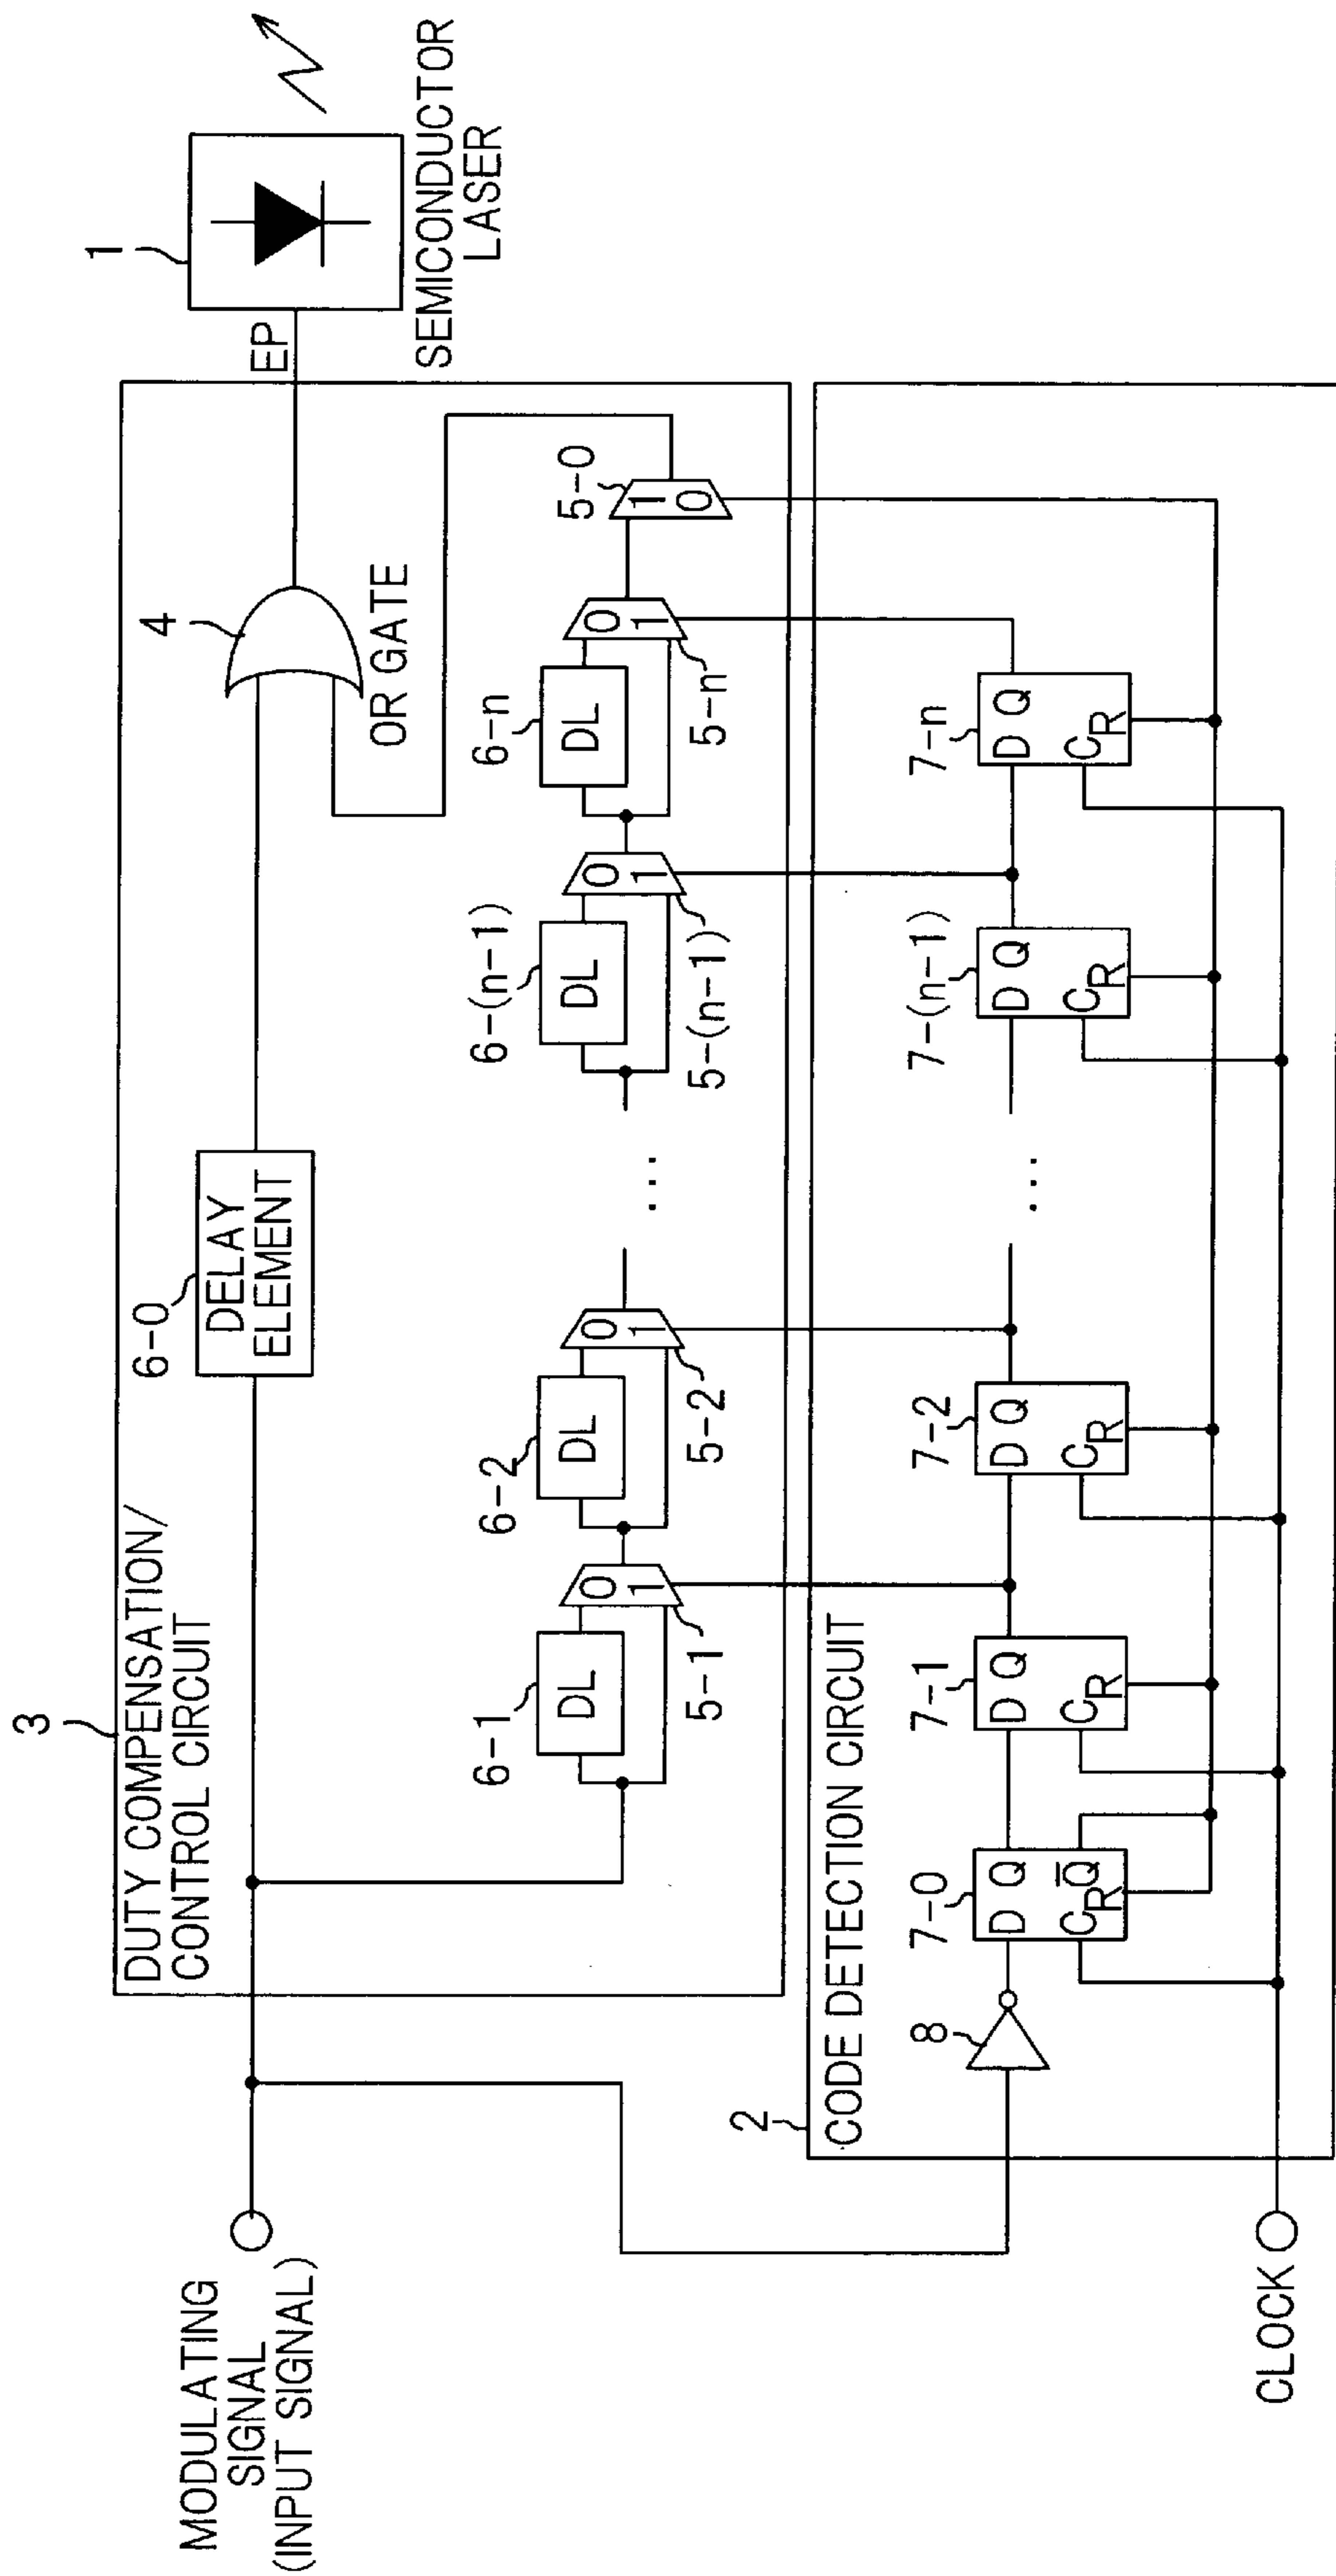 3
DUTY COMPENSATION/
CONTROL CIRCUIT
6-0
DELAY
ELEMENT
4
OR GATE
EP
1
SEMICONDUCTOR
LASER
MODULATING
SIGNAL
(INPUT SIGNAL)
6-1
DL
0
1
5-1
6-2
DL
0
1
5-2
...
6-(n-1)
DL
0
1
5-(n-1)
6-n
DL
0
1
5-n
5-0
1
0
2
CODE DETECTION CIRCUIT
8
7-0
D Q
C Q̅
R
7-1
D Q
C
R
7-2
D Q
C
R
...
7-(n-1)
D Q
C
R
7-n
D Q
C
R
CLOCK